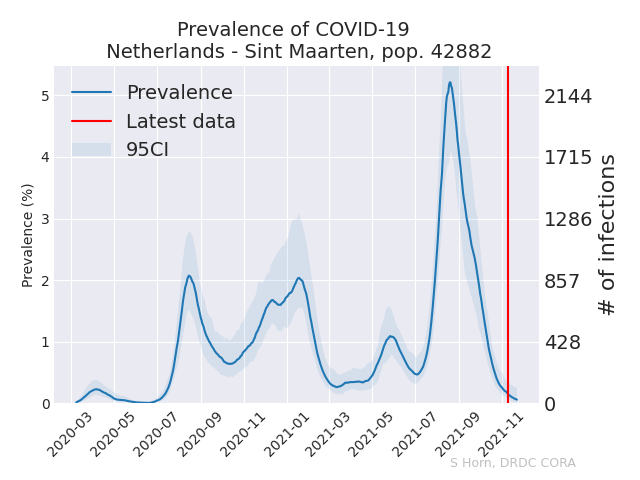 Prevalence of COVID-19
Netherlands - Sint Maarten, pop. 42882
Prevalence
Latest data
95CI
Prevalence (%)
5
4
3
2
1
0
2144
1715
1286
857
428
0
# of infections
2020-03
2020-05
2020-07
2020-09
2020-11
2021-01
2021-03
2021-05
2021-07
2021-09
2021-11
S Horn, DRDC CORA